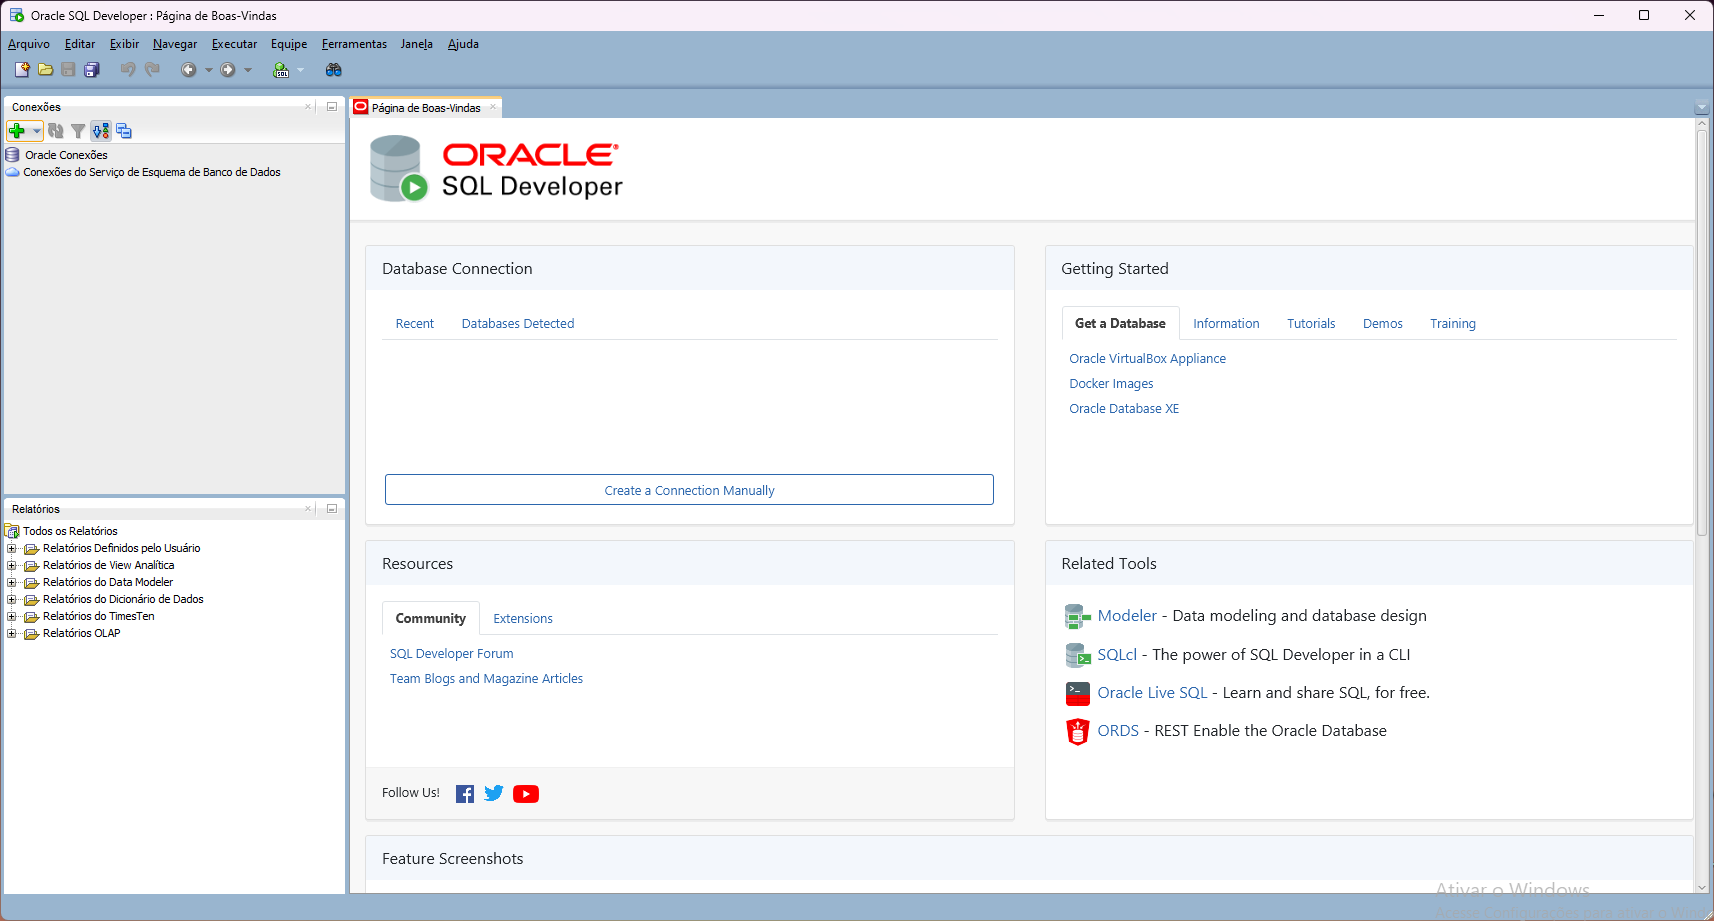 Oracle SQL Developer : Página de Boas-Vindas
Arquivo Editar Exibir Navegar Executar Equipe Ferramentas Janela Ajuda
SQL
Conexões
Oracle Conexões
Conexões do Serviço de Esquema de Banco de Dados
Relatórios
Todos os Relatórios
Relatórios Definidos pelo Usuário
Relatórios de View Analítica
Relatórios do Data Modeler
Relatórios do Dicionário de Dados
Relatórios do TimesTen
Relatórios OLAP
Página de Boas-Vindas
ORACLE
SQL Developer
Database Connection
Recent Databases Detected
Create a Connection Manually
Getting Started
Get a Database Information Tutorials Demos Training
Oracle VirtualBox Appliance
Docker Images
Oracle Database XE
Resources
Community Extensions
SQL Developer Forum
Team Blogs and Magazine Articles
Follow Us!
Related Tools
Modeler - Data modeling and database design
SQLcl - The power of SQL Developer in a CLI
Oracle Live SQL - Learn and share SQL, for free.
ORDS - REST Enable the Oracle Database
Feature Screenshots
Ativar o Windows
Acesse Configurações para ativar o